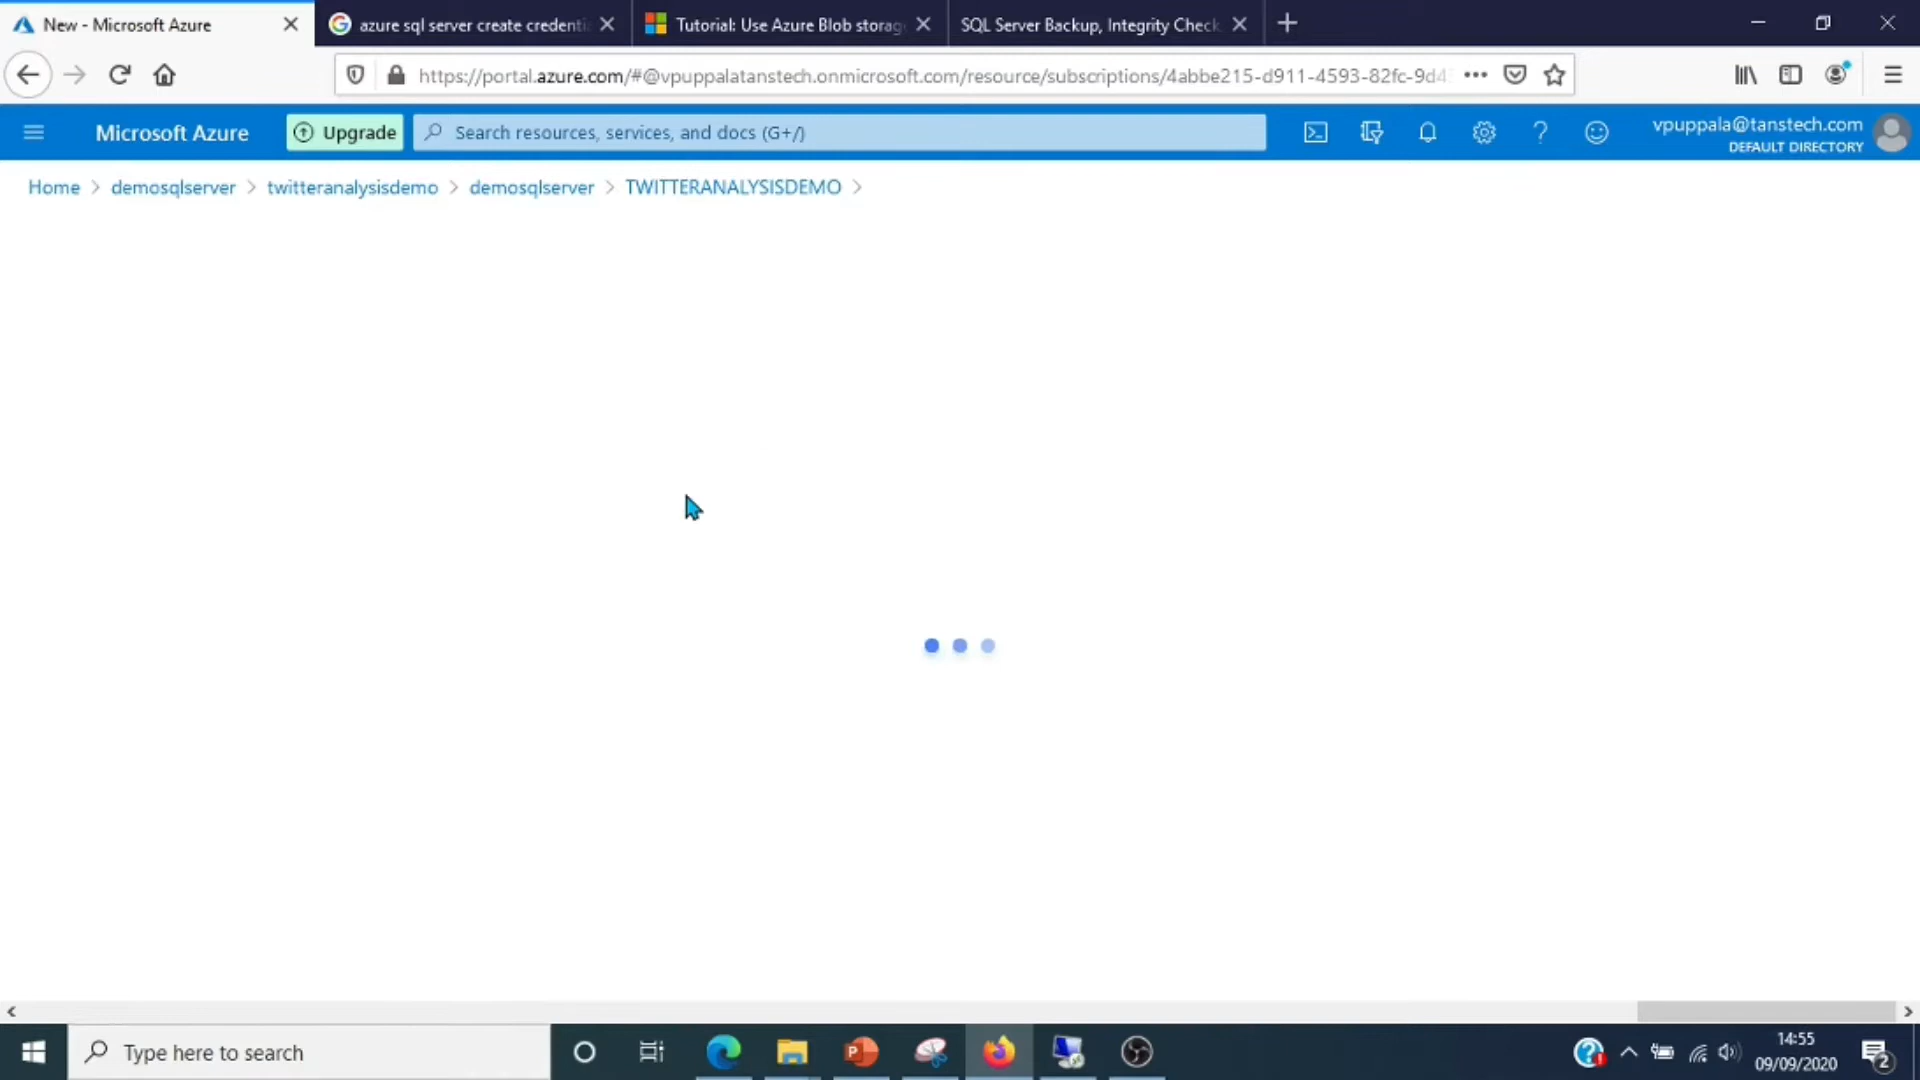 New - Microsoft Azure
azure sql server create credenti
Tutorial: Use Azure Blob storag
SQL Server Backup, Integrity Check
https://portal.azure.com/#@vpuppalatanstech.onmicrosoft.com/resource/subscriptions/4abbe215-d911-4593-82fc-9d4
Microsoft Azure
Upgrade
Search resources, services, and docs (G+/)
vpuppala@tanstech.com
DEFAULT DIRECTORY
Home > demosqlserver > twitteranalysisdemo > demosqlserver > TWITTERANALYSISDEMO >
Type here to search
14:55
09/09/2020
2